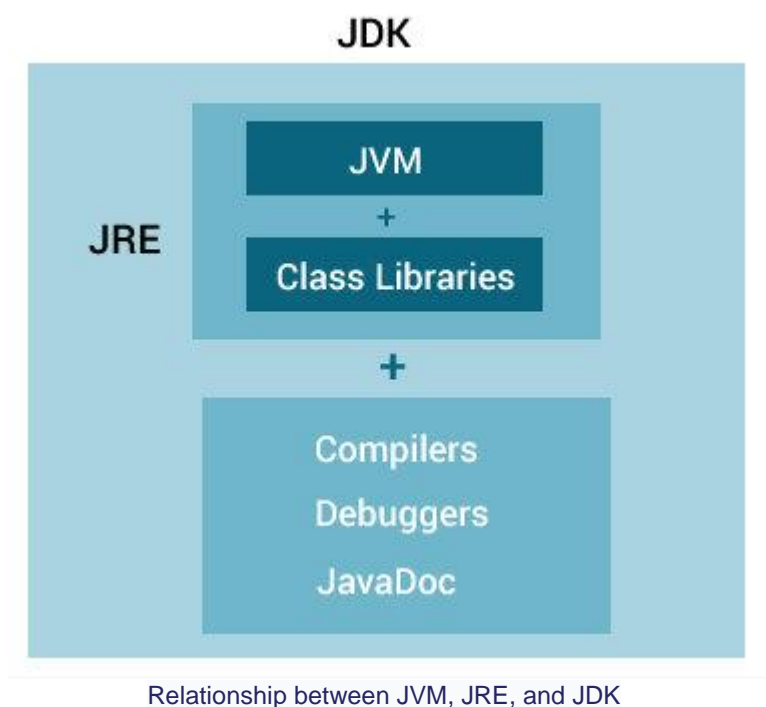 JDK
JVM
+
JRE
Class Libraries
+
Compilers
Debuggers
JavaDoc
Relationship between JVM, JRE, and JDK